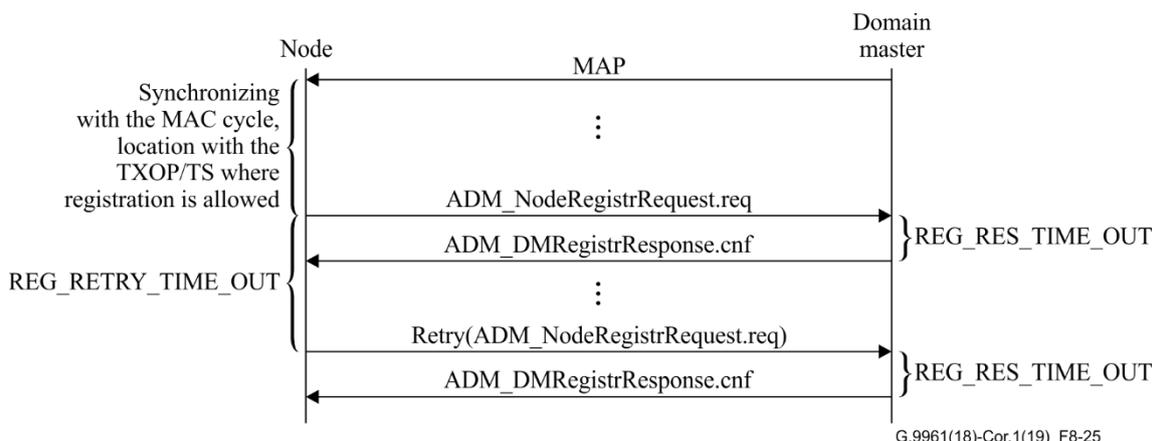 Node
Domain
master
MAP
Synchronizing
with the MAC cycle,
location with the
TXOP/TS where
registration is allowed
ADM_NodeRegistrRequest.req
REG_RES_TIME_OUT
ADM_DMRegistrResponse.cnf
REG_RETRY_TIME_OUT
Retry(ADM_NodeRegistrRequest.req)
REG_RES_TIME_OUT
ADM_DMRegistrResponse.cnf
G.9961(18)-Cor.1(19)_F8-25